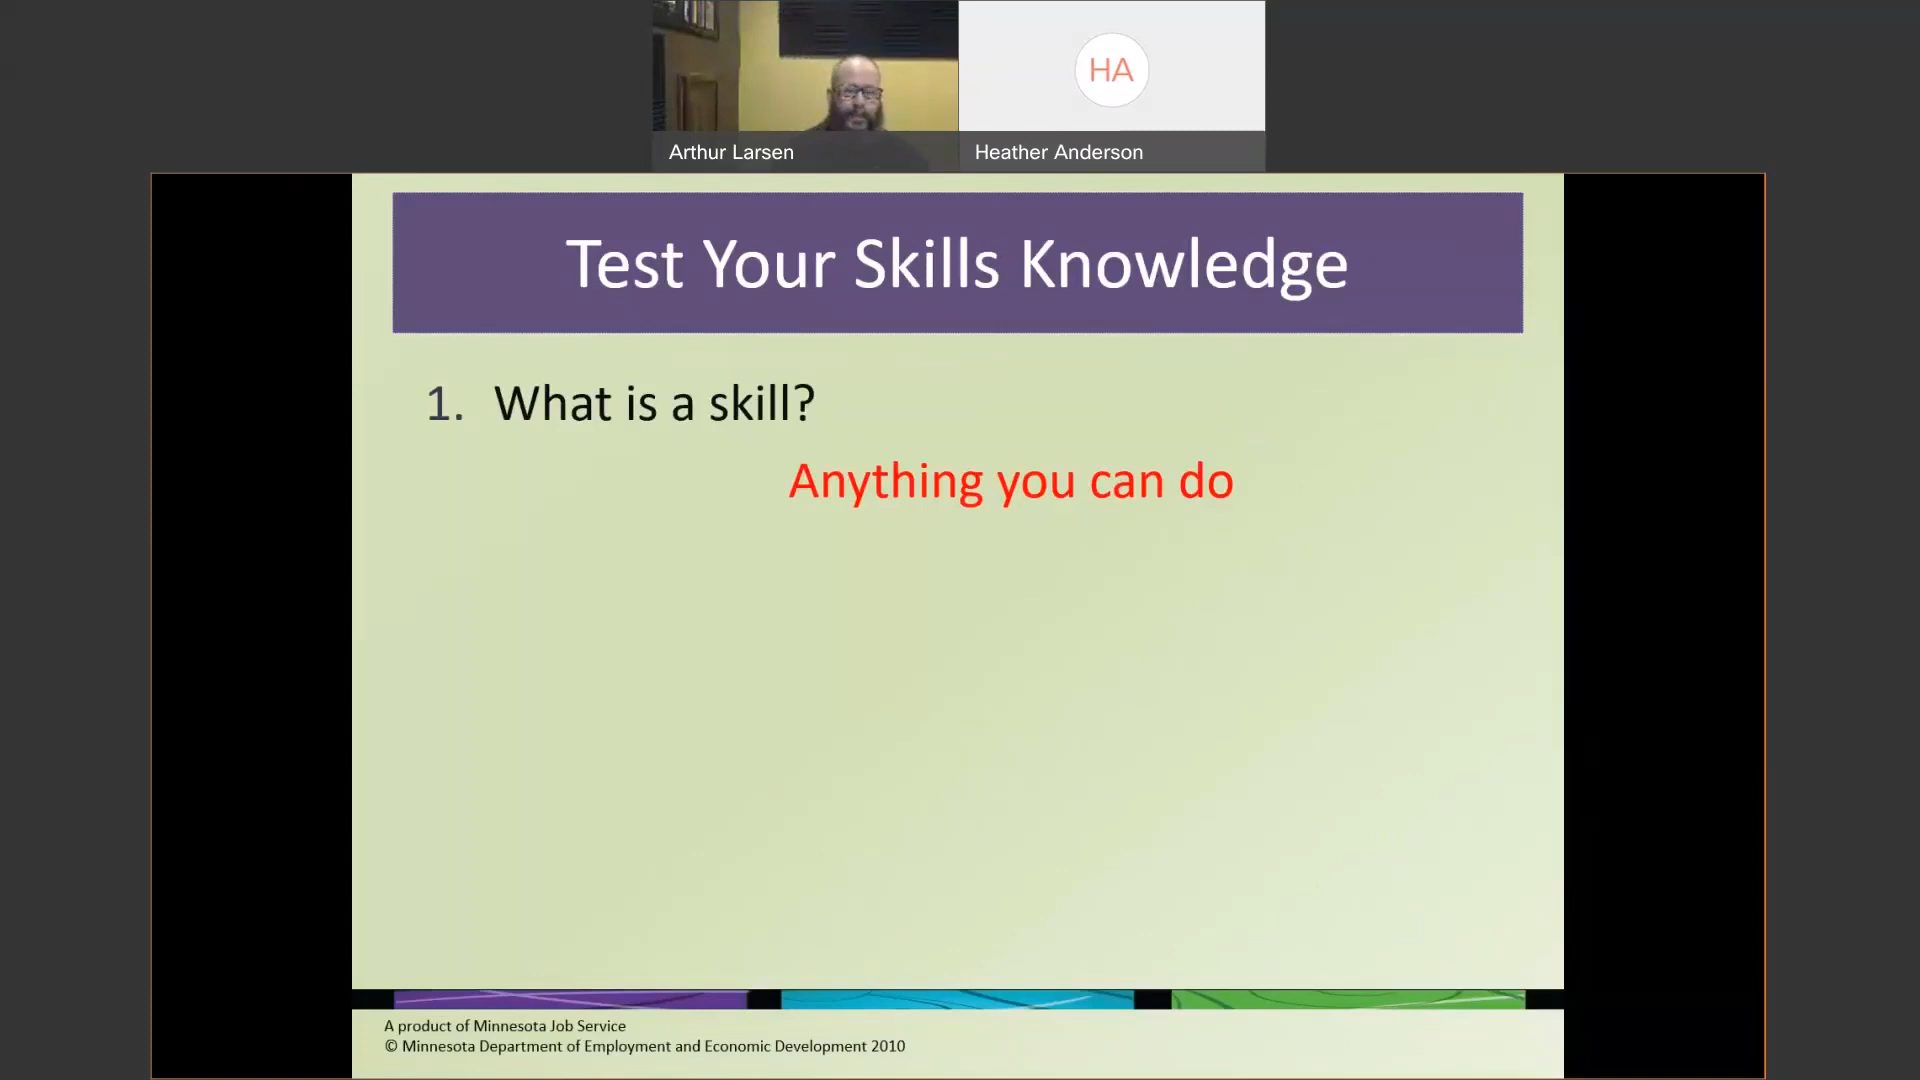 HA
Arthur Larsen
Heather Anderson
Test Your Skills Knowledge
1. What is a skill?
Anything you can do
A product of Minnesota Job Service
© Minnesota Department of Employment and Economic Development 2010